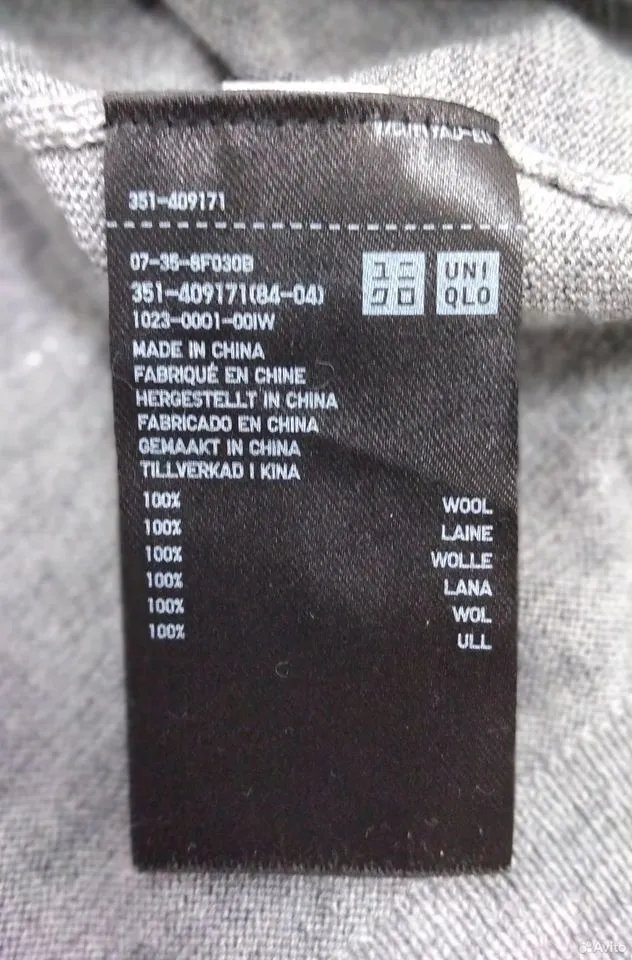 351-409171
07-35-8F030B
351-409171(84-04)
1023-0001-00IW
ユニ
クロ
UNI
QLO
MADE IN CHINA
FABRIQUÉ EN CHINE
HERGESTELLT IN CHINA
FABRICADO EN CHINA
GEMAAKT IN CHINA
TILLVERKAD I KINA
100% WOOL
100% LAINE
100% WOLLE
100% LANA
100% WOL
100% ULL
Avito